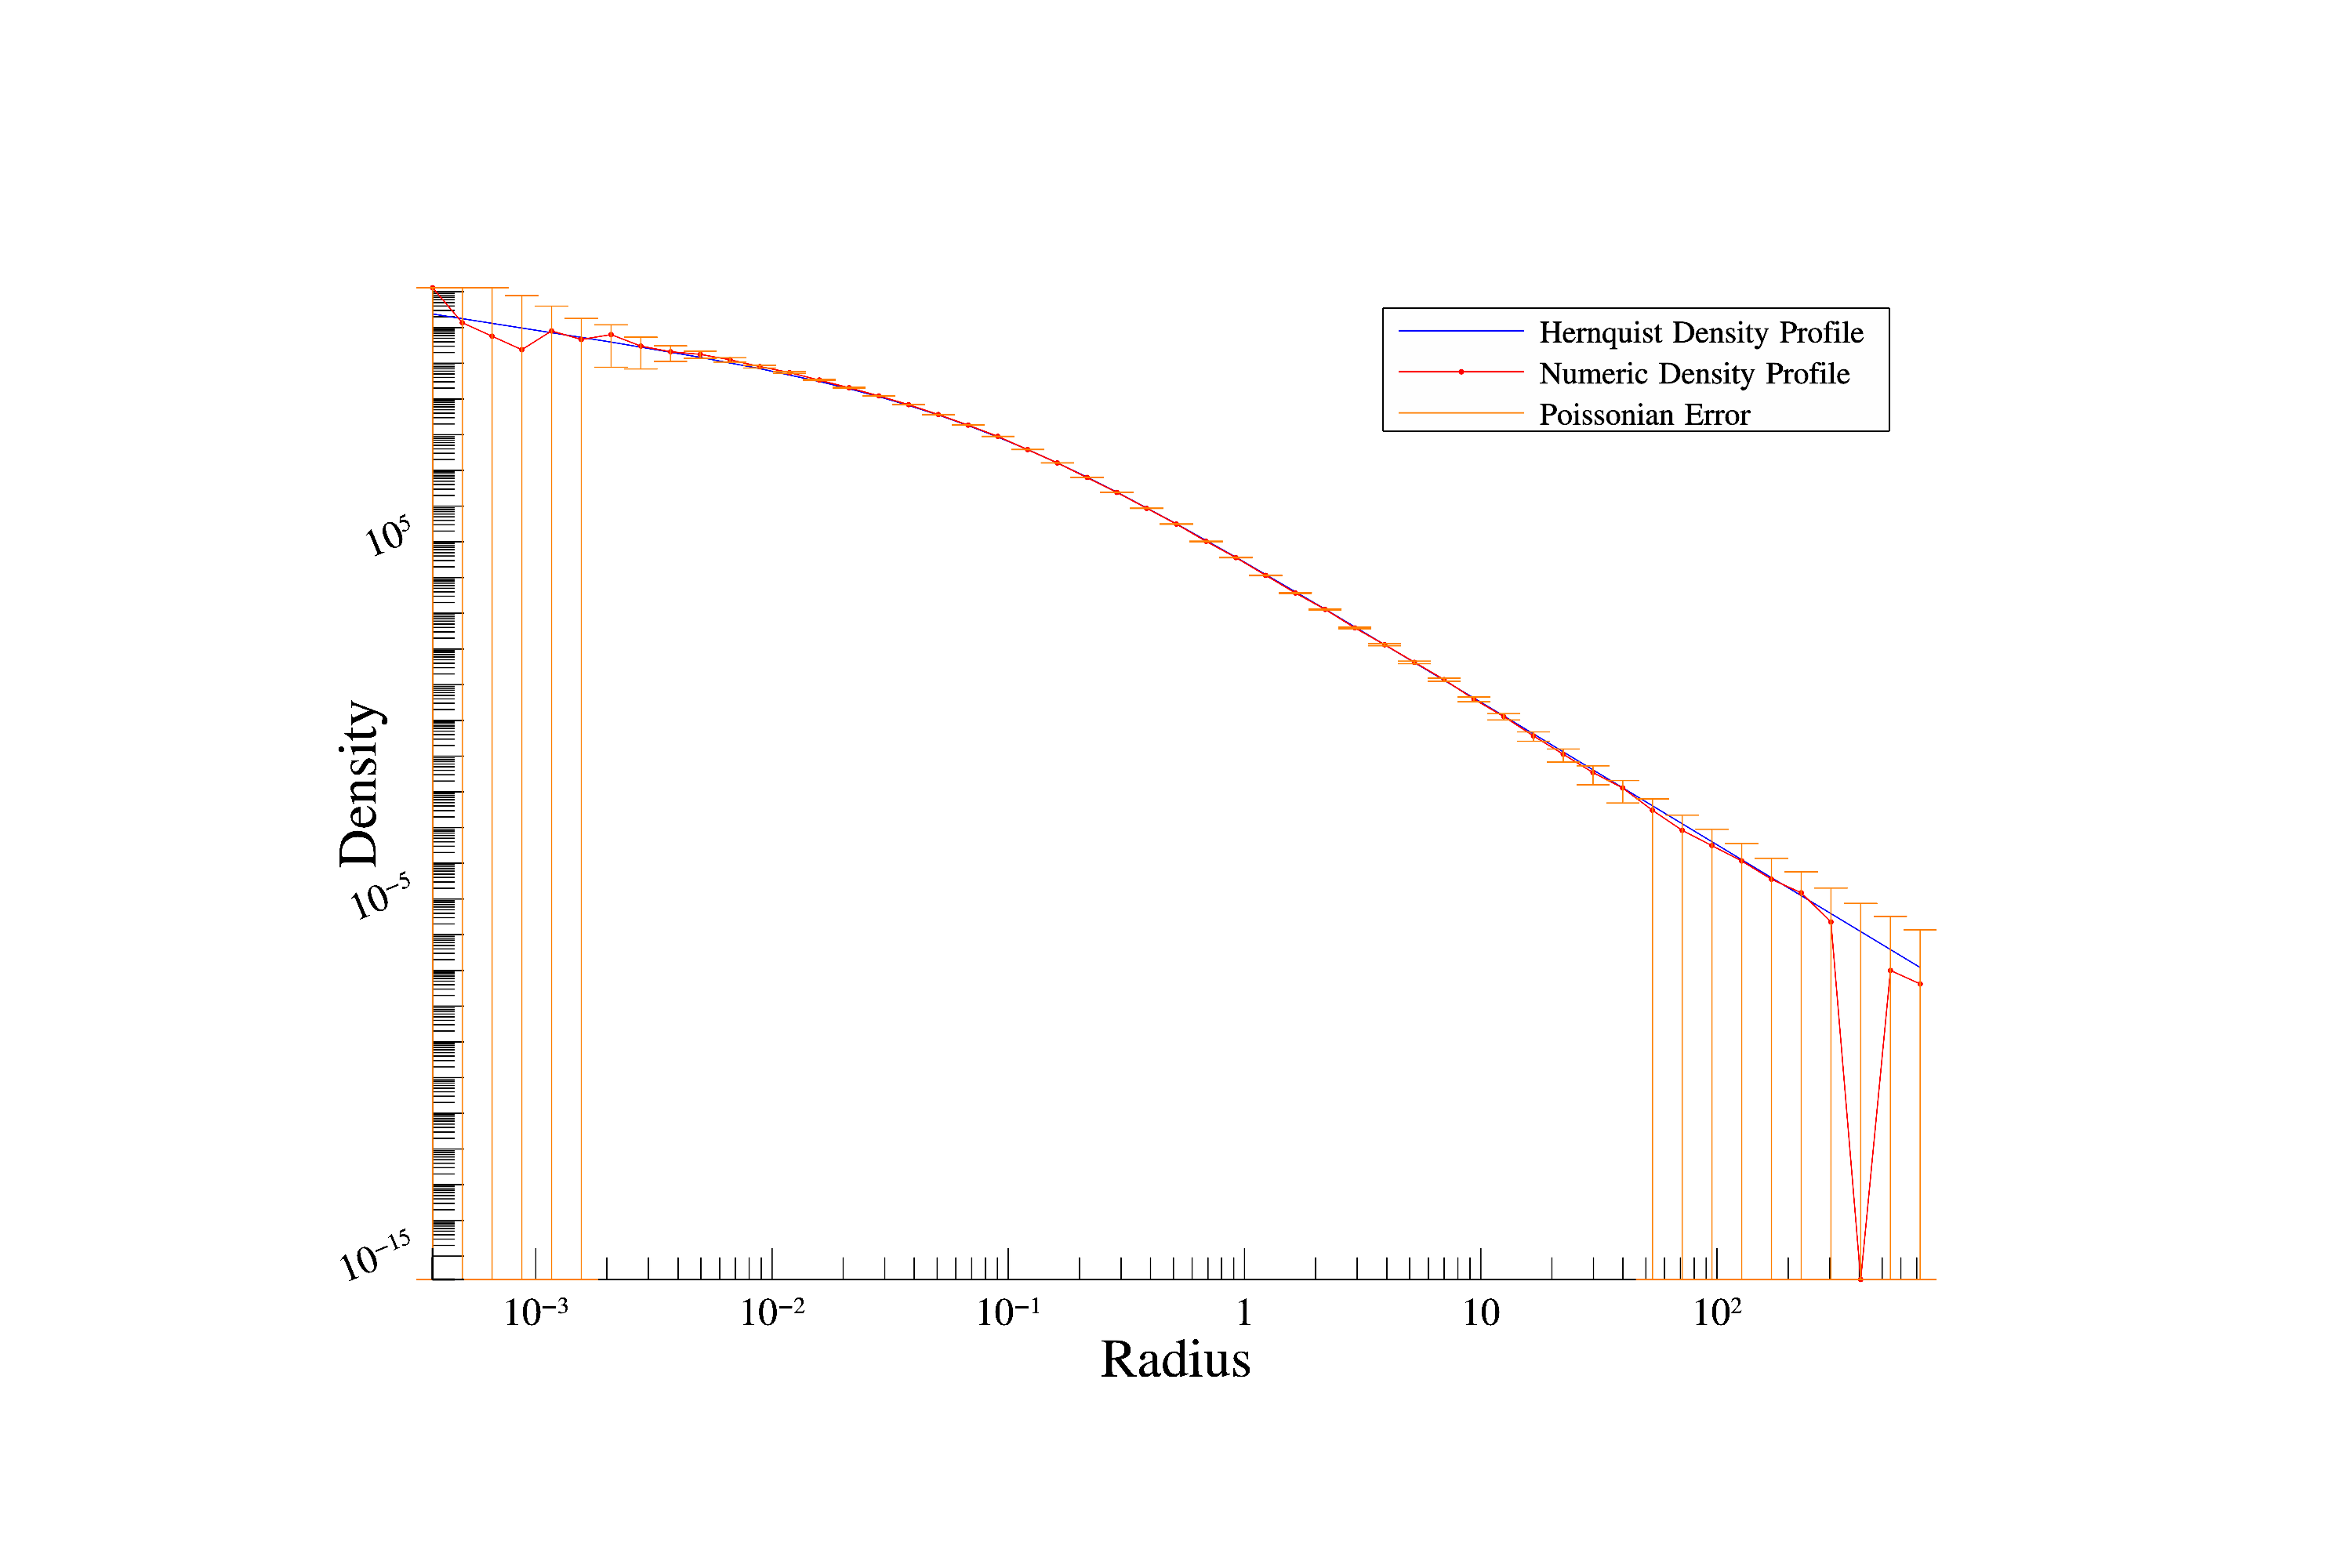 Hernquist Density Profile
Numeric Density Profile
Poissonian Error
10⁵
10⁻⁵
10⁻¹⁵
Density
10⁻³ 10⁻² 10⁻¹ 1 10 10²
Radius